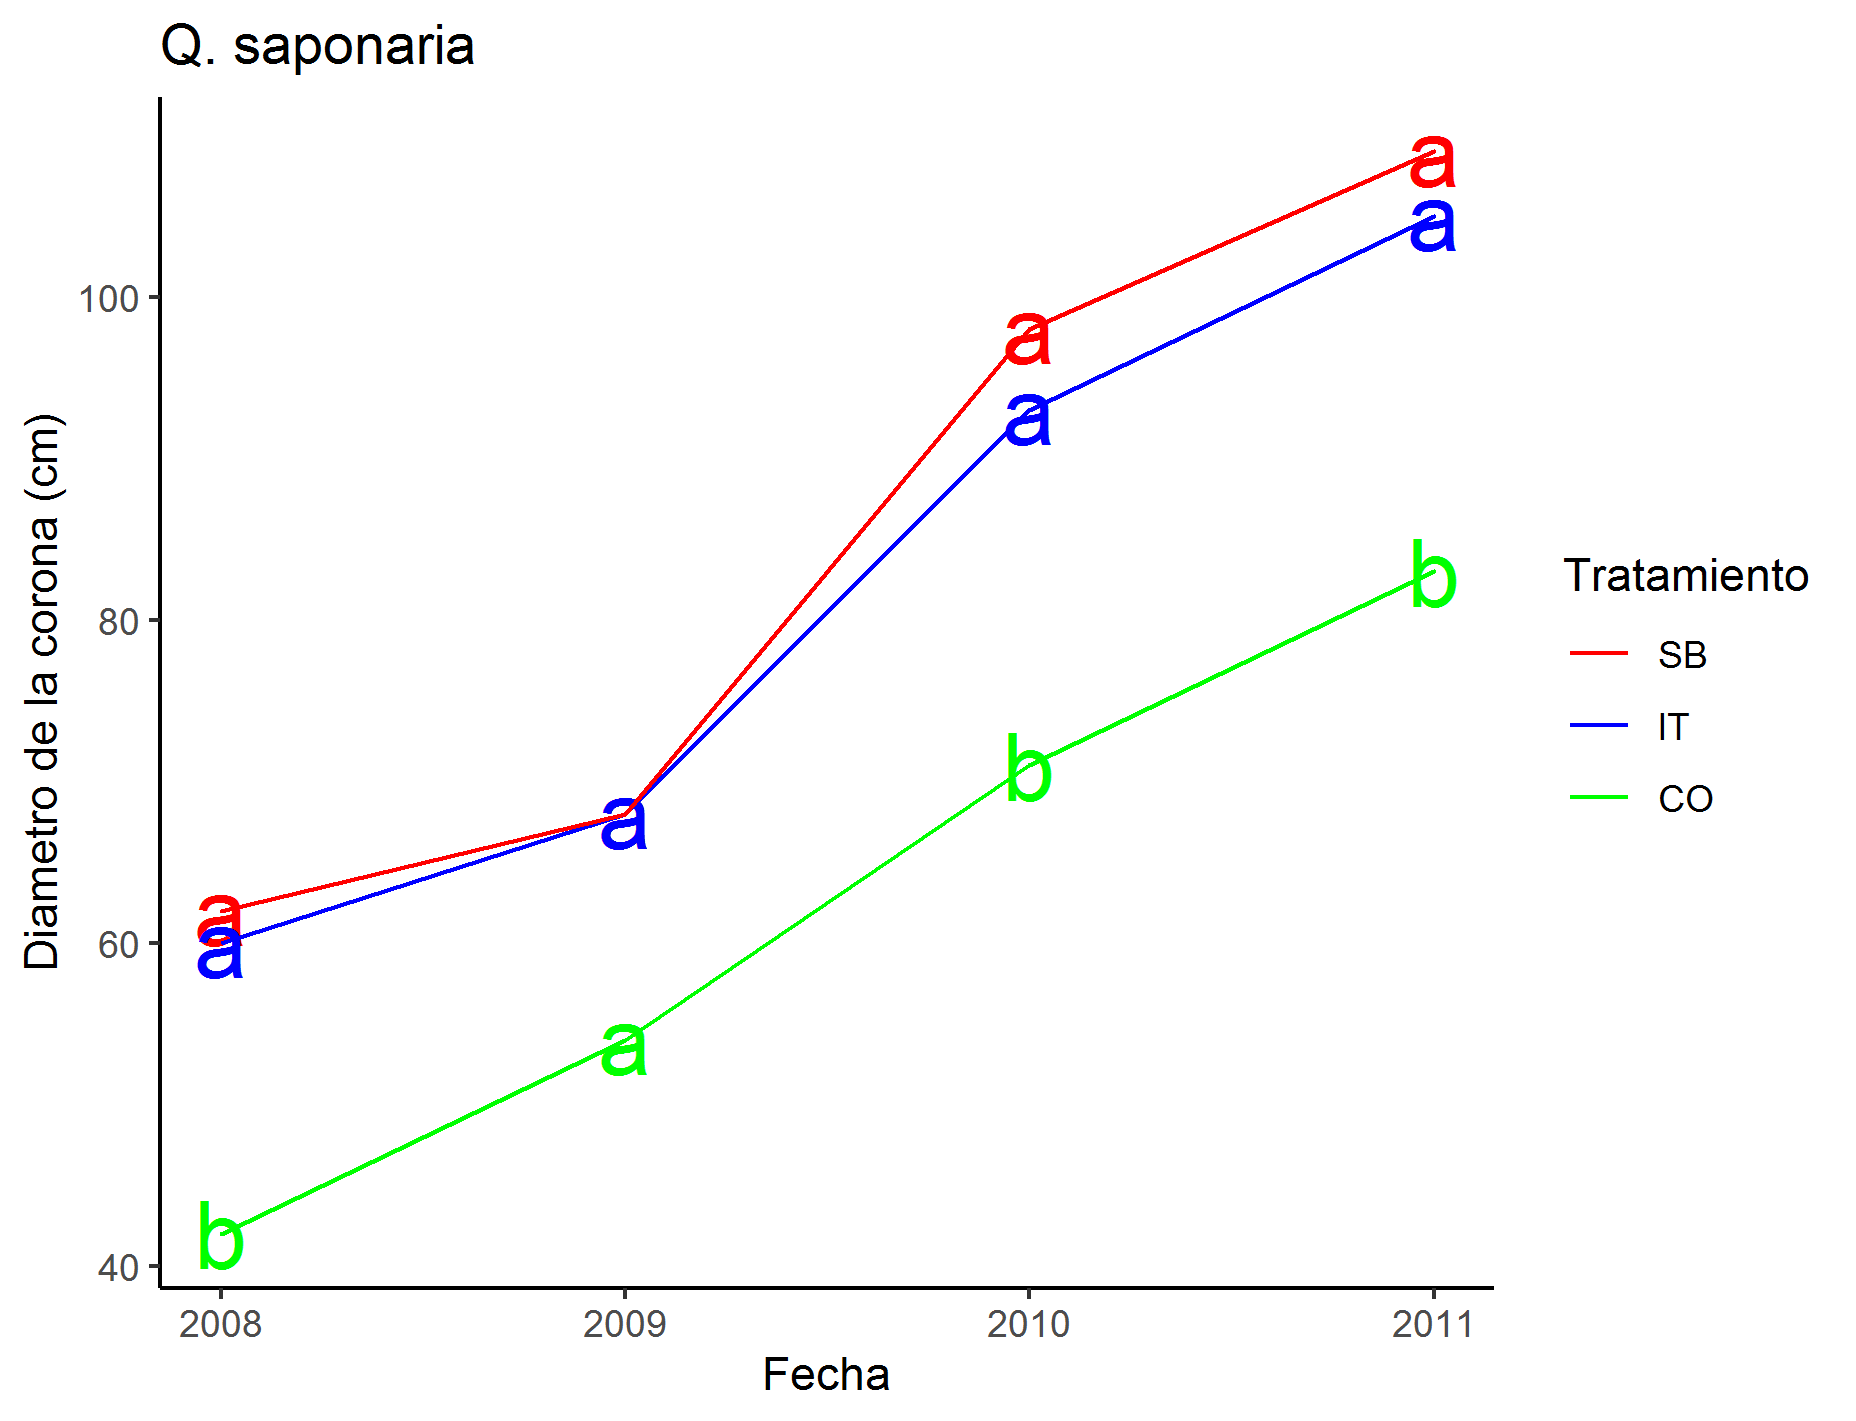 Q. saponaria
Diametro de la corona (cm)
100
80
60
40
a
a
a
a
b
b
a
a
a
a
b
2008
2009
2010
2011
Fecha
Tratamiento
SB
IT
CO